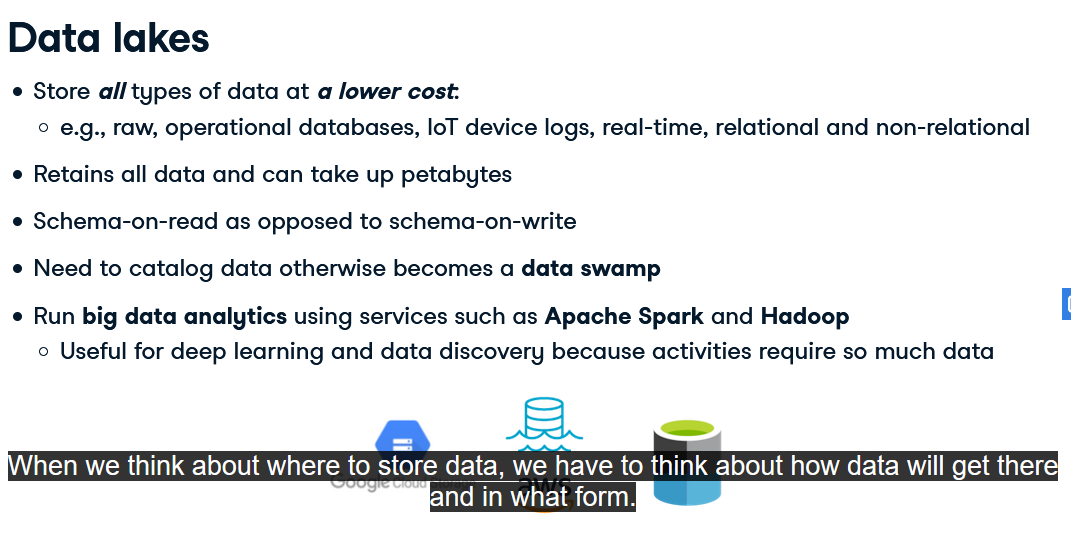 Data lakes
• Store all types of data at a lower cost:
○ e.g., raw, operational databases, IoT device logs, real-time, relational and non-relational
• Retains all data and can take up petabytes
• Schema-on-read as opposed to schema-on-write
• Need to catalog data otherwise becomes a data swamp
• Run big data analytics using services such as Apache Spark and Hadoop
○ Useful for deep learning and data discovery because activities require so much data
When we think about where to store data, we have to think about how data will get there
Google Cloud Storage aws
and in what form.